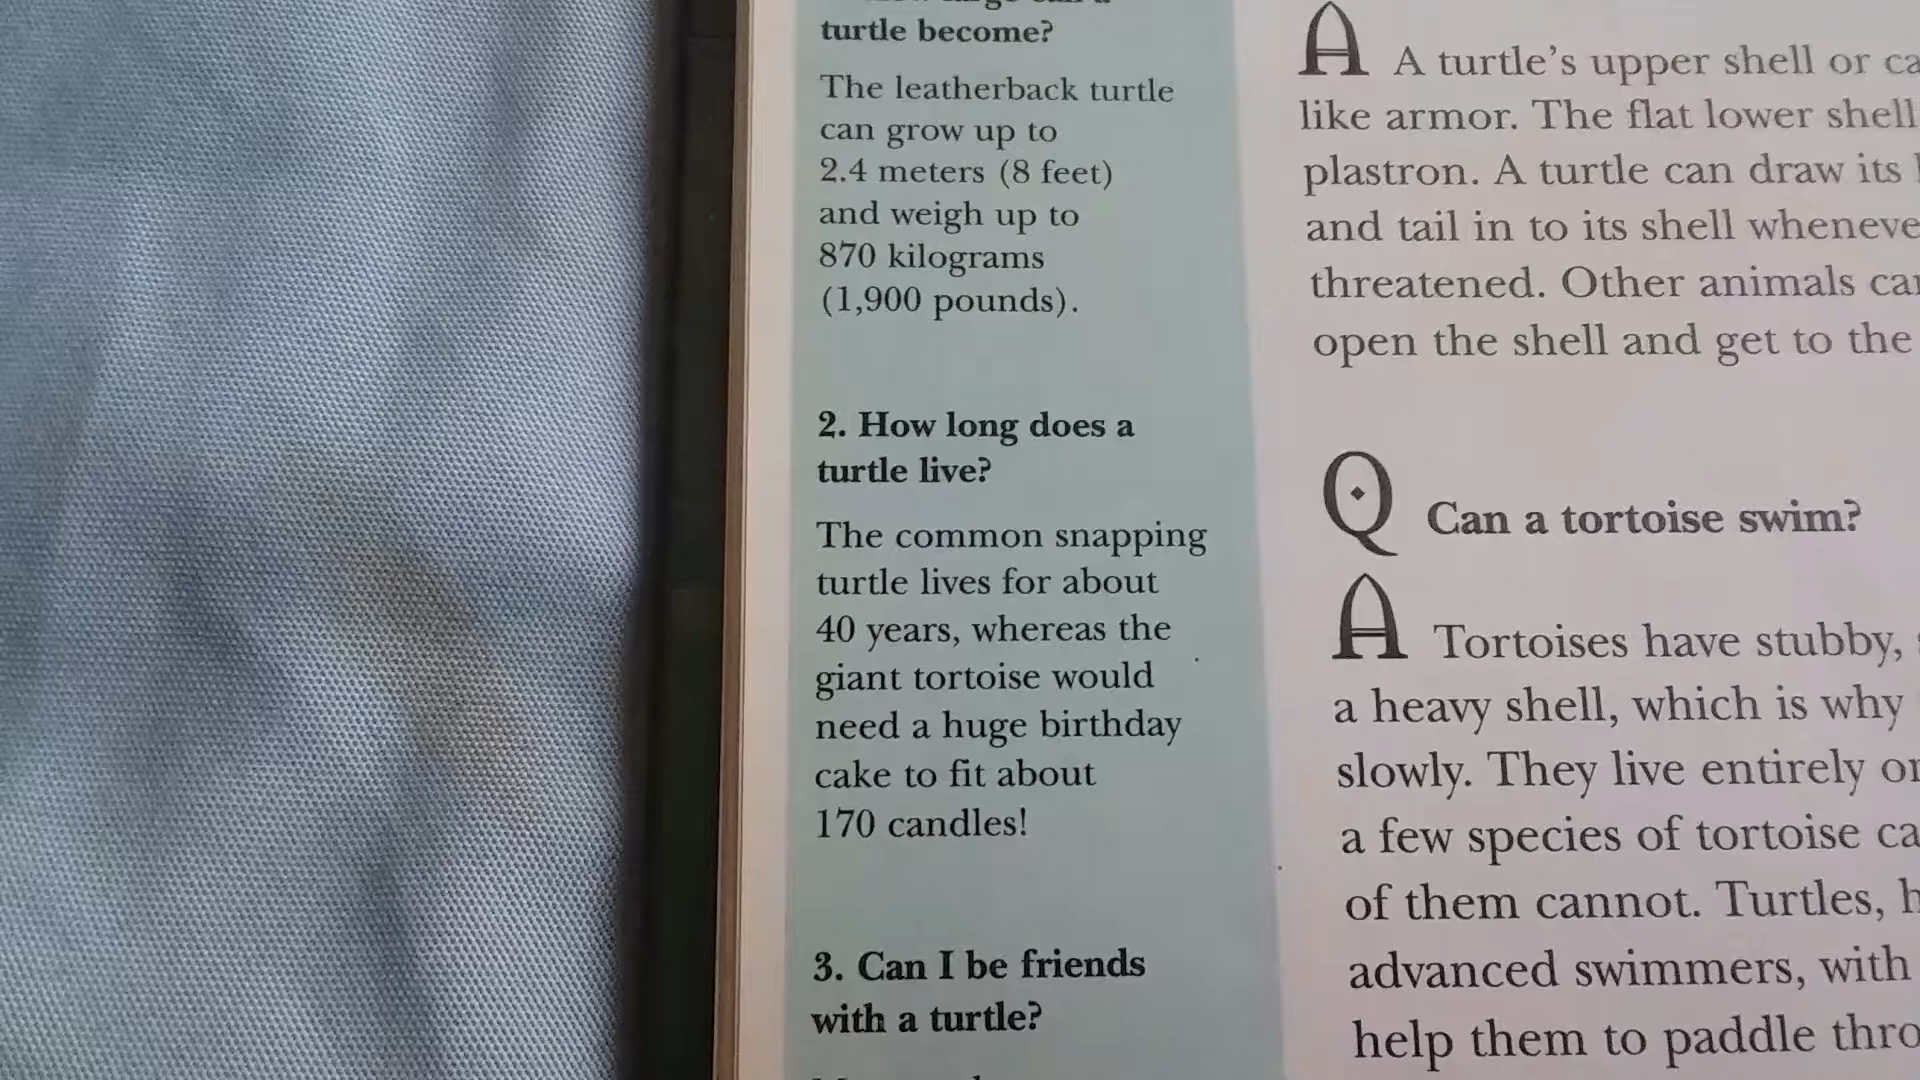 turtle become?
The leatherback turtle
can grow up to
2.4 meters (8 feet)
and weigh up to
870 kilograms
(1,900 pounds).
2. How long does a
turtle live?
The common snapping
turtle lives for about
40 years, whereas the
giant tortoise would
need a huge birthday
cake to fit about
170 candles!
3. Can I be friends
with a turtle?
A A turtle’s upper shell or
like armor. The flat lower shell
plastron. A turtle can draw its
and tail in to its shell
threatened. Other animals
open the shell and get to the
Q Can a tortoise swim?
A Tortoises have stubby,
a heavy shell, which is why
slowly. They live entirely
a few species of tortoise
of them cannot. Turtles,
advanced swimmers, with
help them to paddle